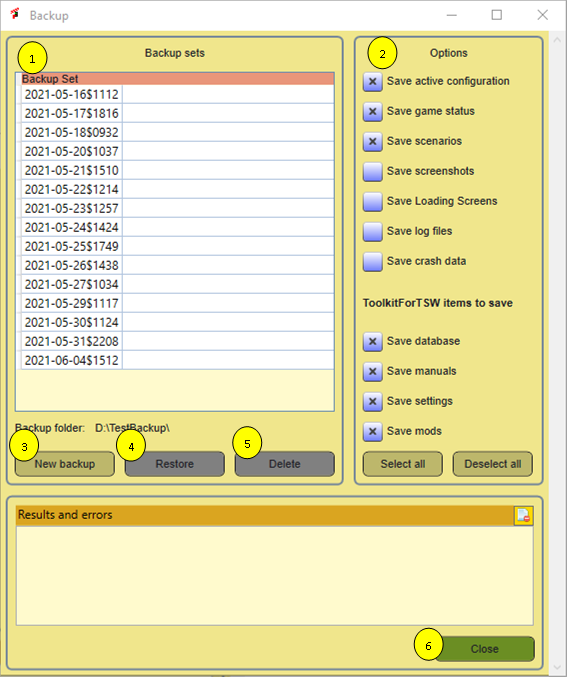 Backup
1
Backup sets
Backup Set
2021-05-16$1112
2021-05-17$1816
2021-05-18$0932
2021-05-20$1037
2021-05-21$1510
2021-05-22$1214
2021-05-23$1257
2021-05-24$1424
2021-05-25$1749
2021-05-26$1438
2021-05-27$1034
2021-05-29$1117
2021-05-30$1124
2021-05-31$2208
2021-06-04$1512
Backup folder: D:\TestBackup\
3
4
5
New backup
Restore
Delete
2
Options
Save active configuration
Save game status
Save scenarios
Save screenshots
Save Loading Screens
Save log files
Save crash data
ToolkitForTSW items to save
Save database
Save manuals
Save settings
Save mods
Select all
Deselect all
Results and errors
6
Close